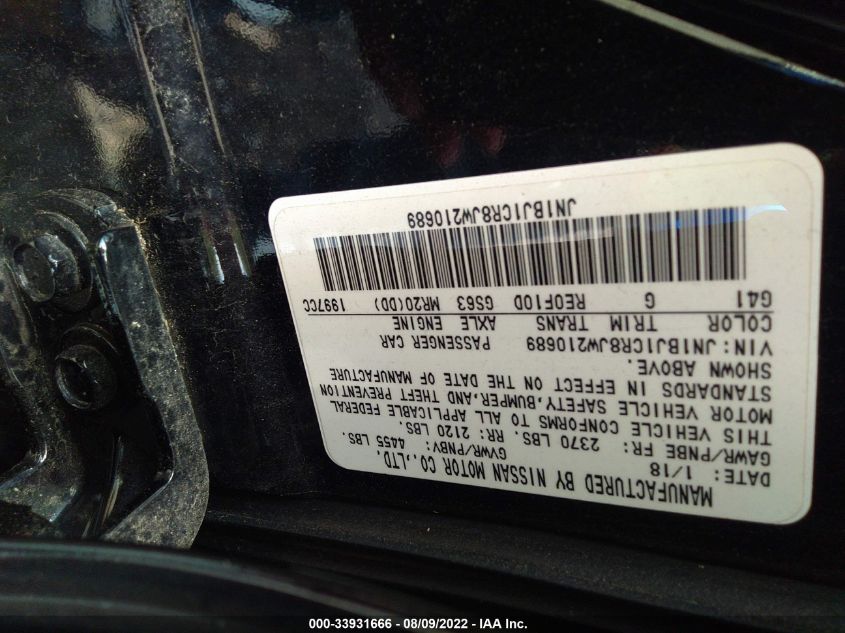 MANUFACTURED BY NISSAN MOTOR CO.,LTD.
DATE: 1/18 GVWR/PNBV: 4455 LBS.
GAWR/PNBE FR: 2370 LBS. RR: 2120 LBS.
THIS VEHICLE CONFORMS TO ALL APPLICABLE FEDERAL
MOTOR VEHICLE SAFETY,BUMPER,AND THEFT PREVENTION
STANDARDS IN EFFECT ON THE DATE OF MANUFACTURE
SHOWN ABOVE.
VIN:JN1BJ1CR8JW210689 PASSENGER CAR
COLOR TRIM TRANS AXLE ENGINE
G41 G RE0F10D GS63 MR20(DD) 1997CC
JN1BJ1CR8JW210689
000-33931666 - 08/09/2022 - IAA Inc.